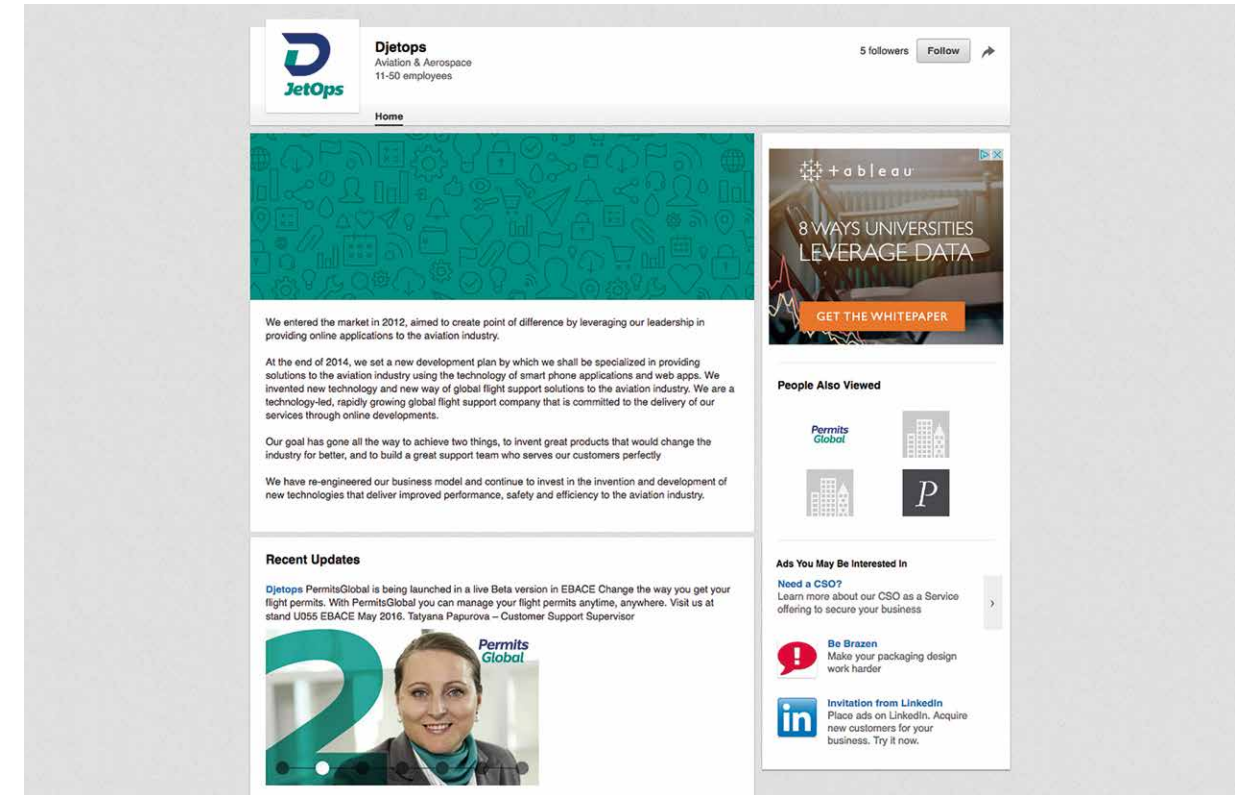 JetOps
Djetops
Aviation & Aerospace
11-50 employees
5 followers
Follow
Home
We entered the market in 2012, aimed to create point of difference by leveraging our leadership in
providing online applications to the aviation industry.
At the end of 2014, we set a new development plan by which we shall be specialized in providing
solutions to the aviation industry using the technology of smart phone applications and web apps. We
invented new technology and new way of global flight support solutions to the aviation industry. We are a
technology-led, rapidly growing global flight support company that is committed to the delivery of our
services through online developments.
Our goal has gone all the way to achieve two things, to invent great products that would change the
industry for better, and to build a great support team who serves our customers perfectly
We have re-engineered our business model and continue to invest in the invention and development of
new technologies that deliver improved performance, safety and efficiency to the aviation industry.
Recent Updates
Djetops PermitsGlobal is being launched in a live Beta version in EBACE Change the way you get your
flight permits. With PermitsGlobal you can manage your flight permits anytime, anywhere. Visit us at
stand U055 EBACE May 2016. Tatyana Papurova – Customer Support Supervisor
2
Permits
Global
+ableau
8 WAYS UNIVERSITIES
LEVERAGE DATA
GET THE WHITEPAPER
People Also Viewed
Permits
Global
P
Ads You May Be Interested In
Need a CSO?
Learn more about our CSO as a Service
offering to secure your business
Be Brazen
Make your packaging design
work harder
in
Invitation from LinkedIn
Place ads on LinkedIn. Acquire
new customers for your
business. Try it now.